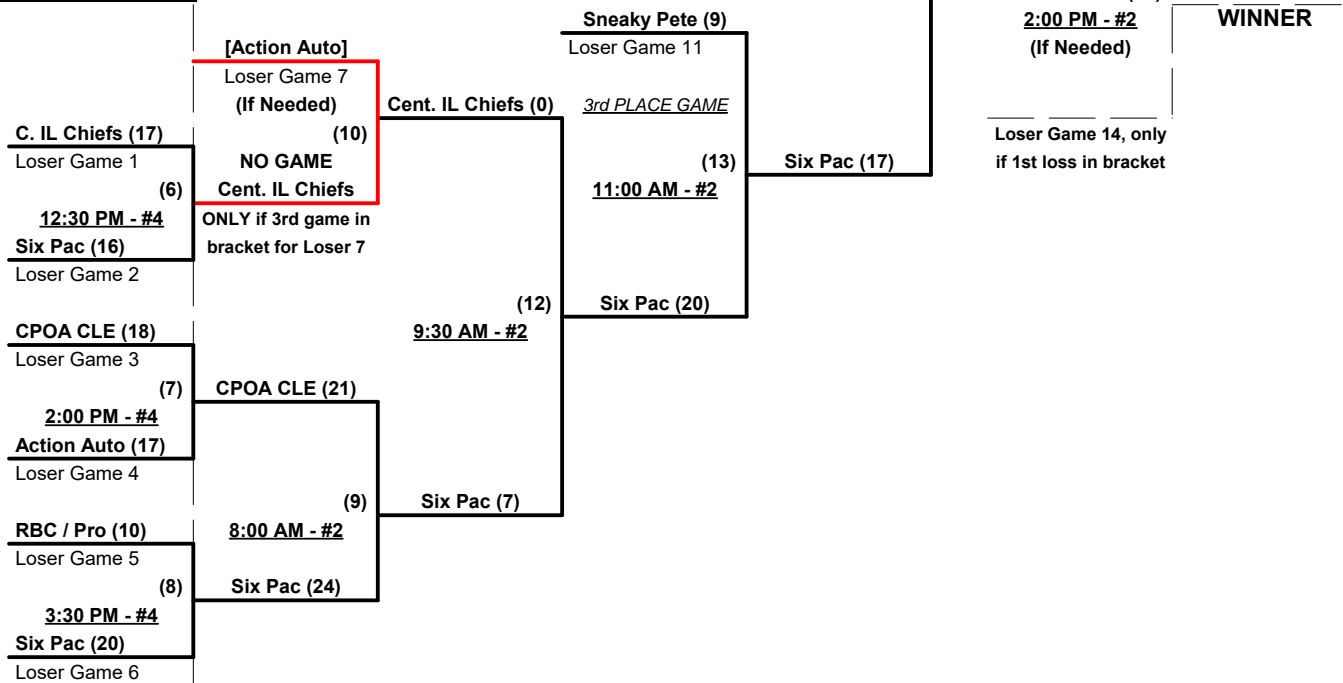 Sneaky Pete (9)
2:00 PM - #2
WINNER
[Action Auto]
Loser Game 11
(If Needed)
Loser Game 7
(If Needed)
Cent. IL Chiefs (0)
3rd PLACE GAME
C. IL Chiefs (17)
(10)
Loser Game 14, only
Loser Game 1
NO GAME
(13)
Six Pac (17)
if 1st loss in bracket
(6)
Cent. IL Chiefs
11:00 AM - #2
12:30 PM - #4
ONLY if 3rd game in
Six Pac (16)
bracket for Loser 7
Loser Game 2
(12)
Six Pac (20)
CPOA CLE (18)
9:30 AM - #2
Loser Game 3
(7)
CPOA CLE (21)
2:00 PM - #4
Action Auto (17)
Loser Game 4
(9)
Six Pac (7)
RBC / Pro (10)
8:00 AM - #2
Loser Game 5
(8)
Six Pac (24)
3:30 PM - #4
Six Pac (20)
Loser Game 6